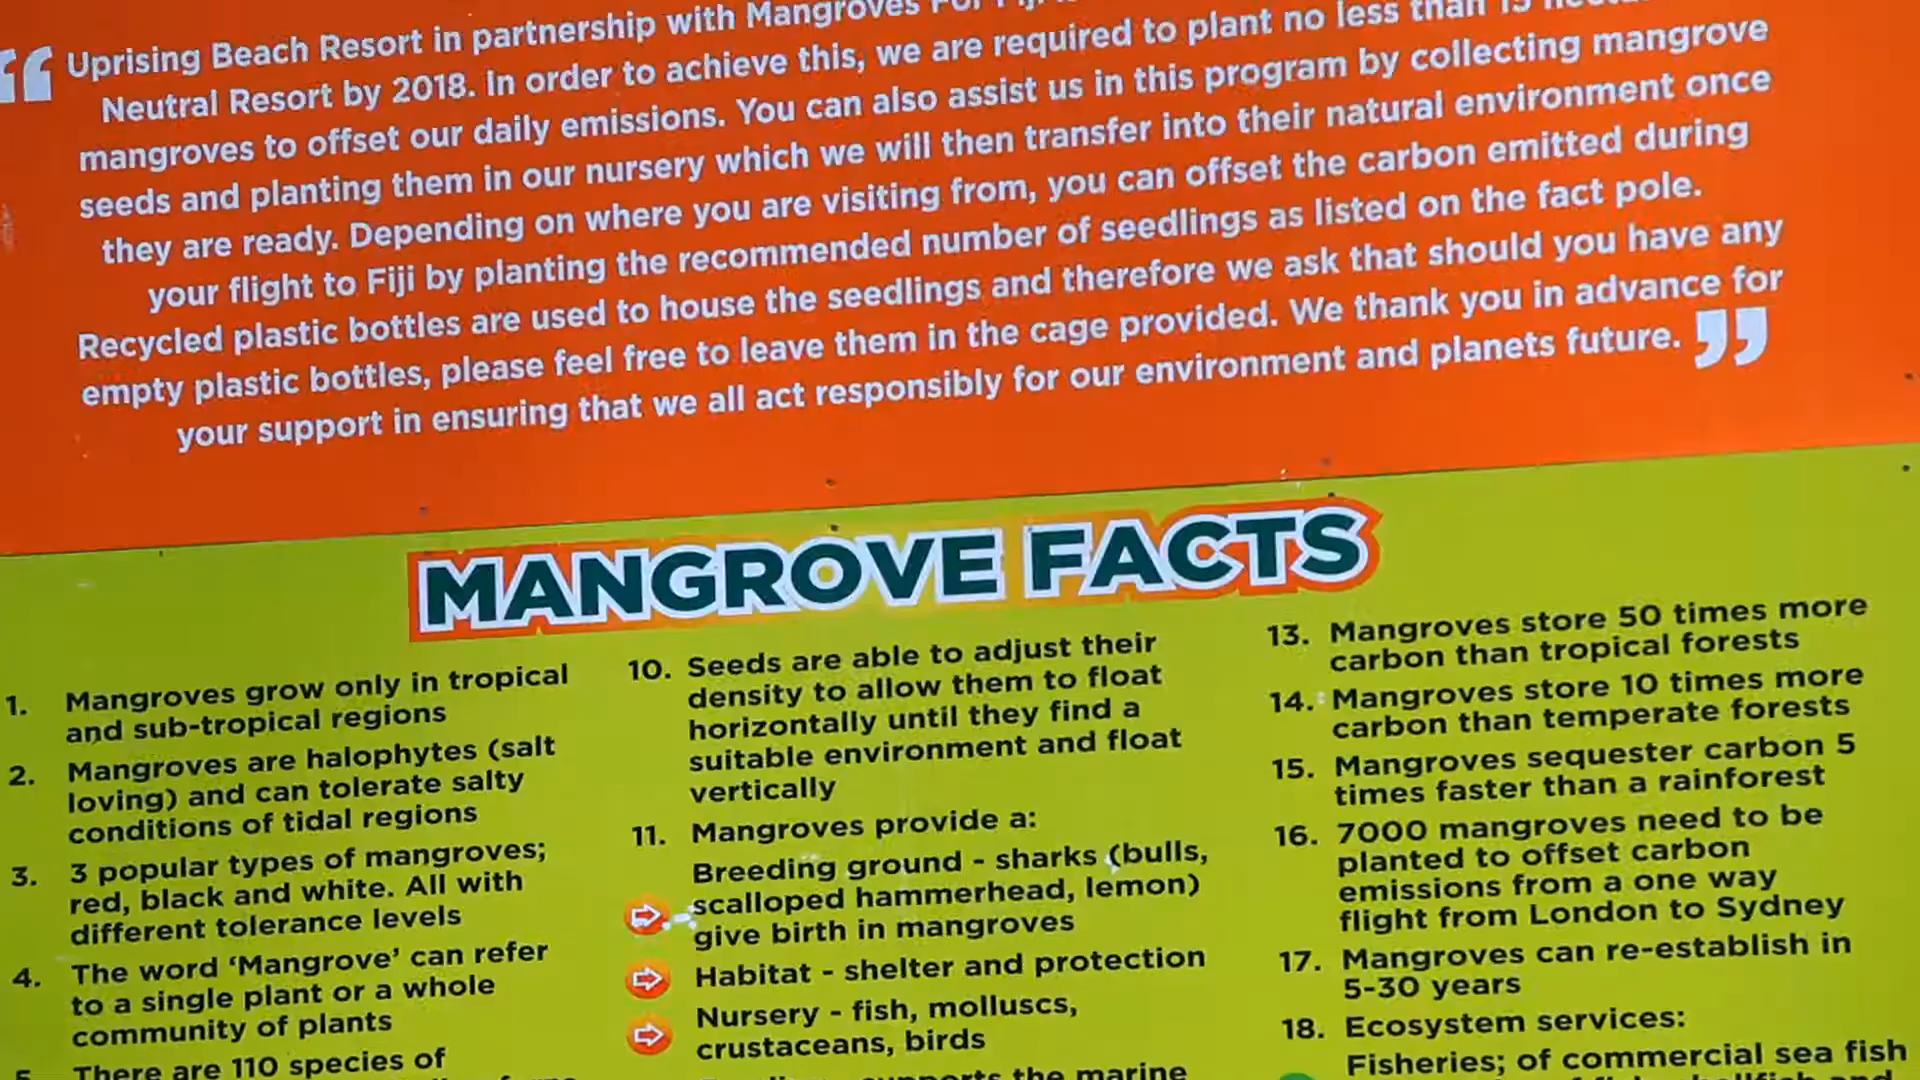 “ Uprising Beach Resort in partnership with Mangroves For
Neutral Resort by 2018. In order to achieve this, we are required to plant no less than 15
mangroves to offset our daily emissions. You can also assist us in this program by collecting mangrove
seeds and planting them in our nursery which we will then transfer into their natural environment once
they are ready. Depending on where you are visiting from, you can offset the carbon emitted during
your flight to Fiji by planting the recommended number of seedlings as listed on the fact pole.
Recycled plastic bottles are used to house the seedlings and therefore we ask that should you have any
empty plastic bottles, please feel free to leave them in the cage provided. We thank you in advance for
your support in ensuring that we all act responsibly for our environment and planets future. ”
MANGROVE FACTS
1. Mangroves grow only in tropical
and sub-tropical regions
2. Mangroves are halophytes (salt
loving) and can tolerate salty
conditions of tidal regions
3. 3 popular types of mangroves;
red, black and white. All with
different tolerance levels
4. The word ‘Mangrove’ can refer
to a single plant or a whole
community of plants
5. There are 110 species of
10. Seeds are able to adjust their
density to allow them to float
horizontally until they find a
suitable environment and float
vertically
11. Mangroves provide a:
Breeding ground - sharks (bulls,
scalloped hammerhead, lemon)
give birth in mangroves
Habitat - shelter and protection
Nursery - fish, molluscs,
crustaceans, birds
supports the marine
13. Mangroves store 50 times more
carbon than tropical forests
14. Mangroves store 10 times more
carbon than temperate forests
15. Mangroves sequester carbon 5
times faster than a rainforest
16. 7000 mangroves need to be
planted to offset carbon
emissions from a one way
flight from London to Sydney
17. Mangroves can re-establish in
5-30 years
18. Ecosystem services:
Fisheries; of commercial sea fish